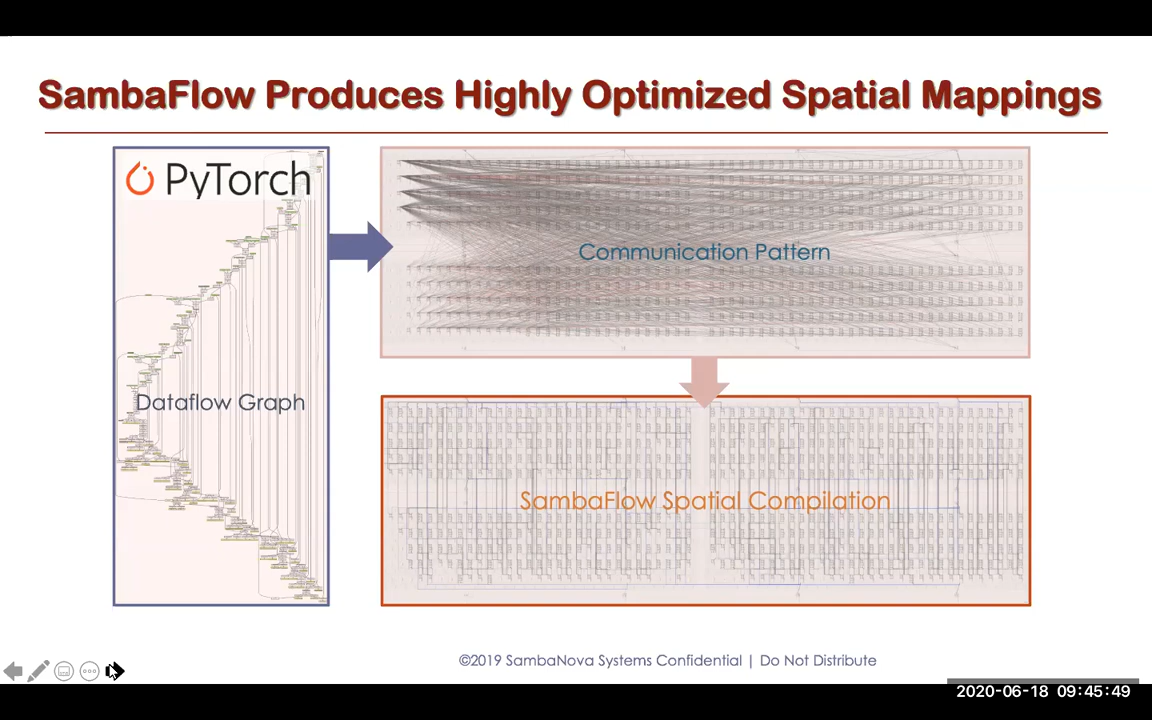 SambaFlow Produces Highly Optimized Spatial Mappings
PyTorch
Dataflow Graph
Communication Pattern
SambaFlow Spatial Compilation
©2019 SambaNova Systems Confidential | Do Not Distribute
2020-06-18 09:45:49